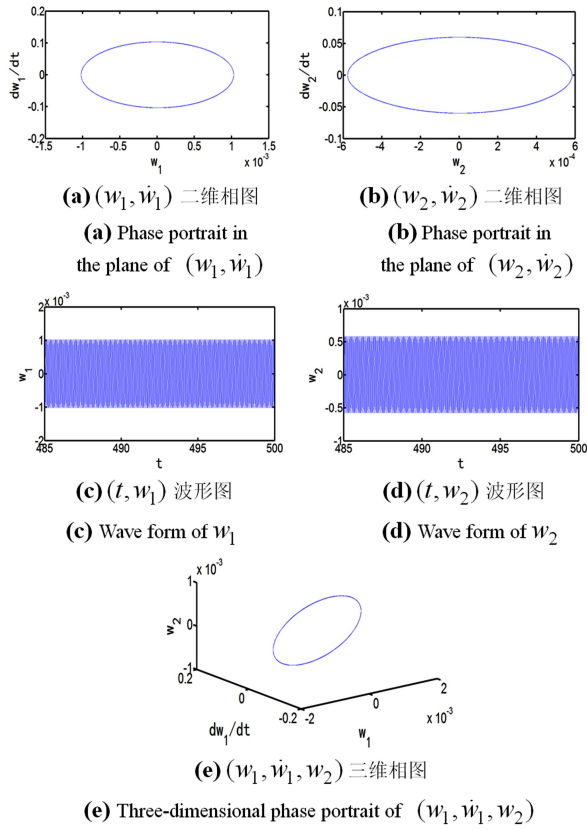 0.2
0.1
0
-0.1
-0.2
-1.5 -1 -0.5 0 0.5 1 1.5
x 10⁻³
dw₁/dt
w₁
0.1
0.05
0
-0.05
-0.1
-6 -4 -2 0 2 4 6
x 10⁻⁴
dw₂/dt
w₂
(a) (w₁, ẇ₁) 二维相图
(a) Phase portrait in
the plane of (w₁, ẇ₁)
(b) (w₂, ẇ₂) 二维相图
(b) Phase portrait in
the plane of (w₂, ẇ₂)
x 10⁻³
2
1
0
-1
-2
485 490 495 500
w₁
t
x 10⁻³
1
0.5
0
-0.5
-1
485 490 495 500
w₂
t
(c) (t, w₁) 波形图
(c) Wave form of w₁
(d) (t, w₂) 波形图
(d) Wave form of w₂
x 10⁻³
1
0
-1
w₂
0.2
0
-0.2
dw₁/dt
-2
0
2
x 10⁻³
w₁
(e) (w₁, ẇ₁, w₂) 三维相图
(e) Three-dimensional phase portrait of (w₁, ẇ₁, w₂)